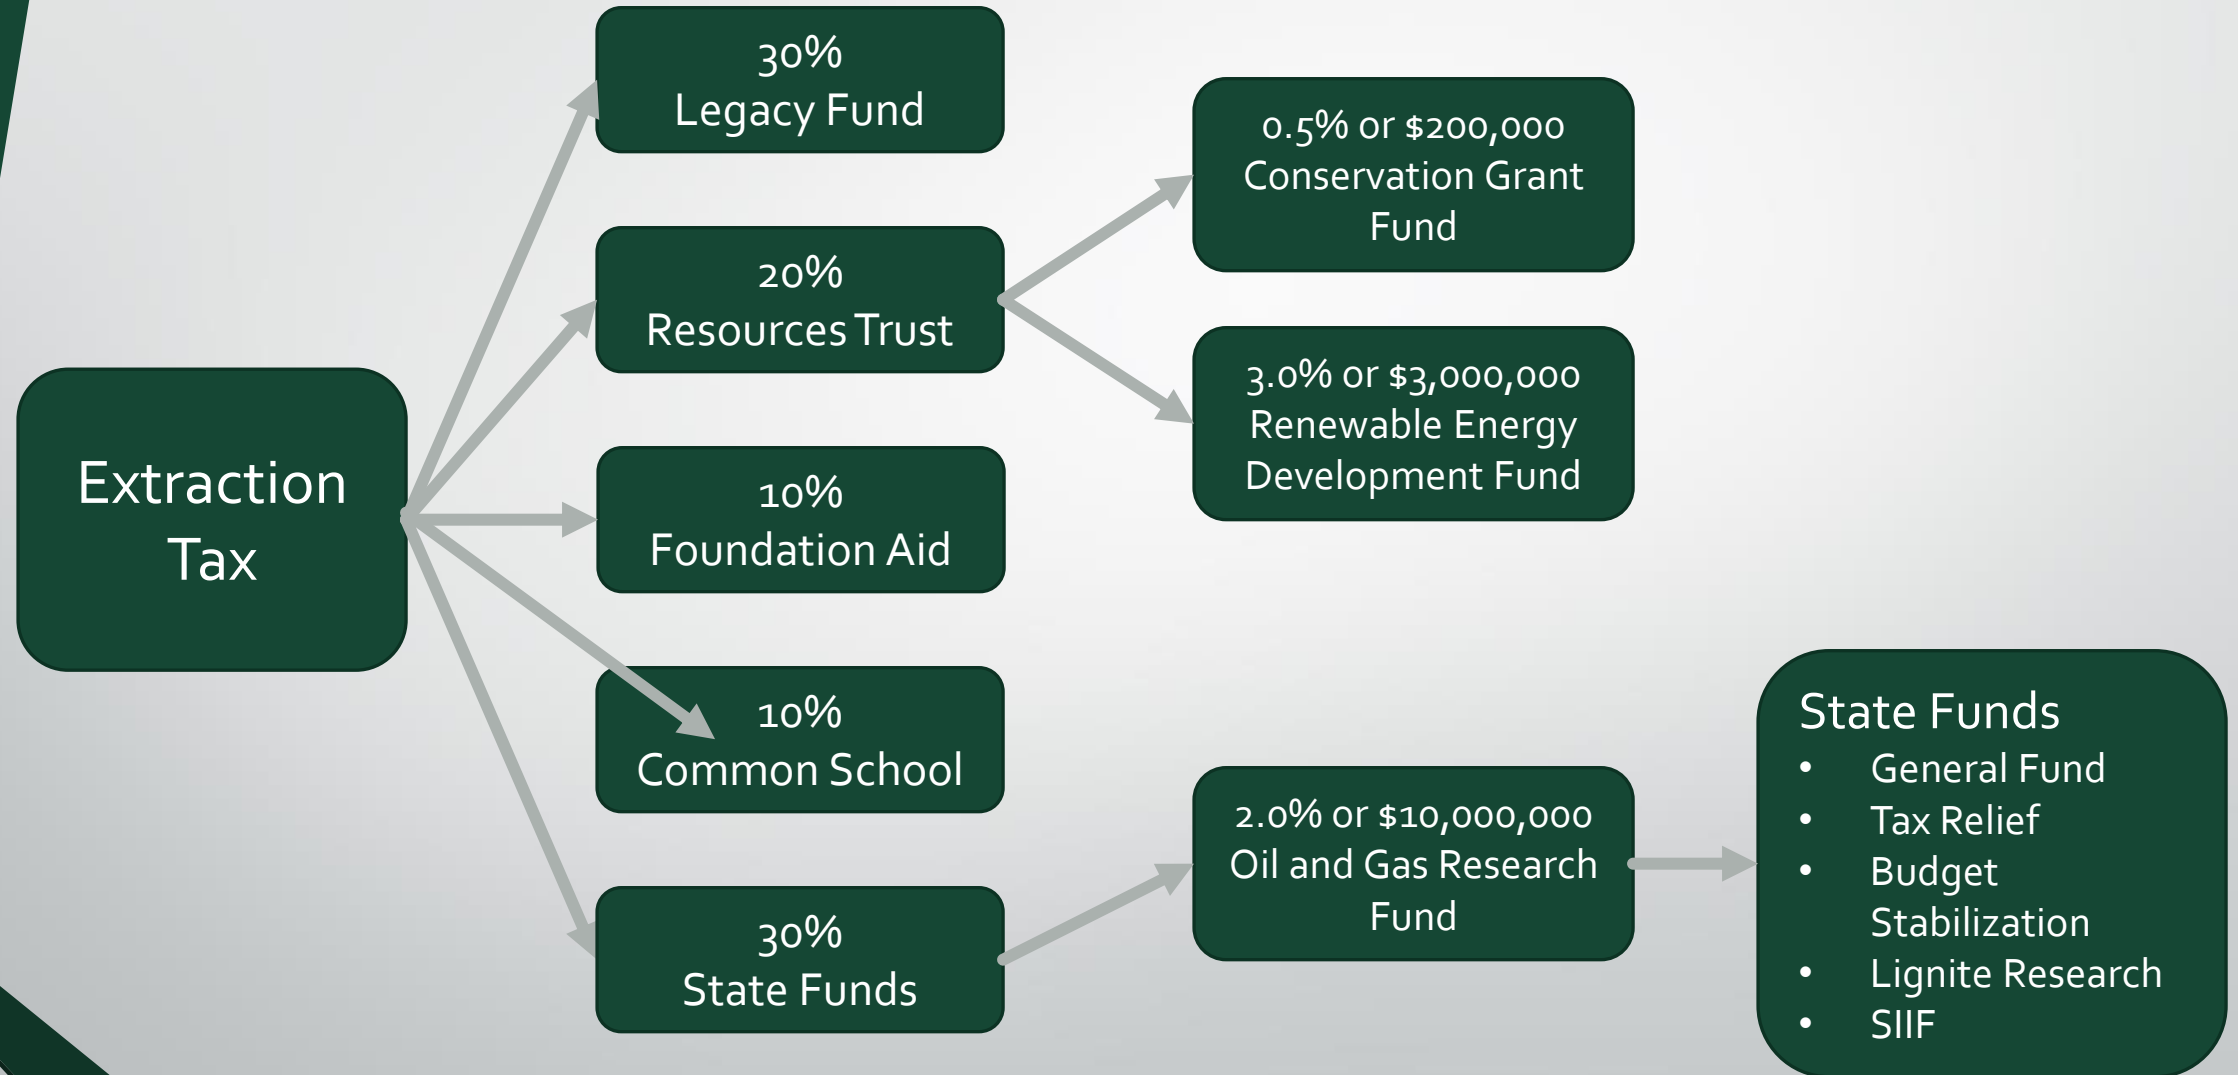 Extraction
Tax
30%
Legacy Fund
20%
Resources Trust
10%
Foundation Aid
10%
Common School
30%
State Funds
0.5% or $200,000
Conservation Grant
Fund
3.0% or $3,000,000
Renewable Energy
Development Fund
2.0% or $10,000,000
Oil and Gas Research
Fund
State Funds
• General Fund
• Tax Relief
• Budget
Stabilization
• Lignite Research
• SIIF